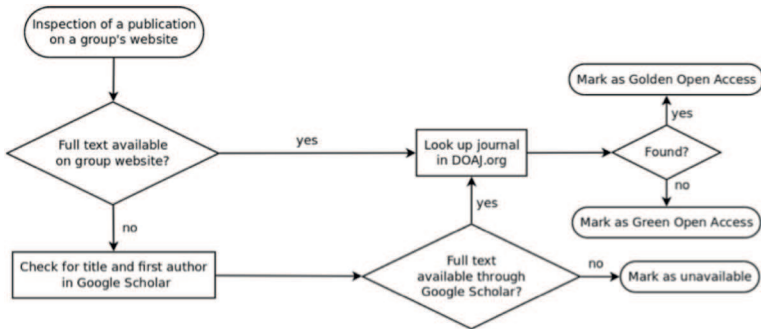 Inspection of a publication
on a group's website
Full text available
on group website?
yes
Look up journal
in DOAJ.org
Found?
yes
Mark as Golden Open Access
no
Mark as Green Open Access
no
Check for title and first author
in Google Scholar
Full text
available through
Google Scholar?
yes
no
Mark as unavailable